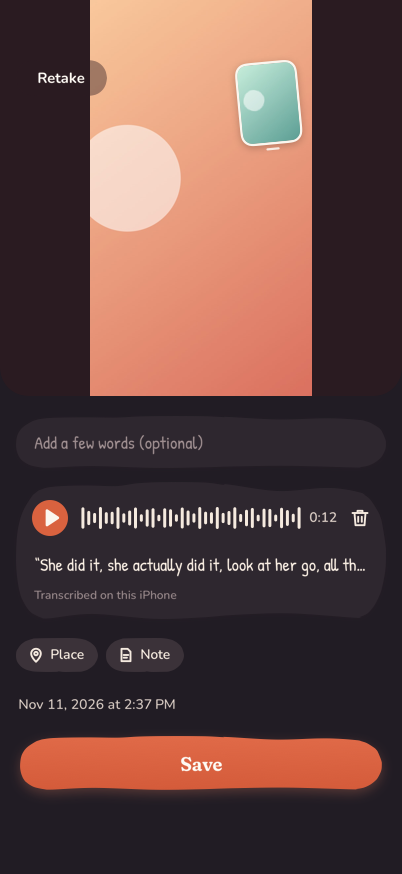 Retake
Add a few words (optional)
0:12
“She did it, she actually did it, look at her go, all th…
Transcribed on this iPhone
Place
Note
Nov 11, 2026 at 2:37 PM
Save